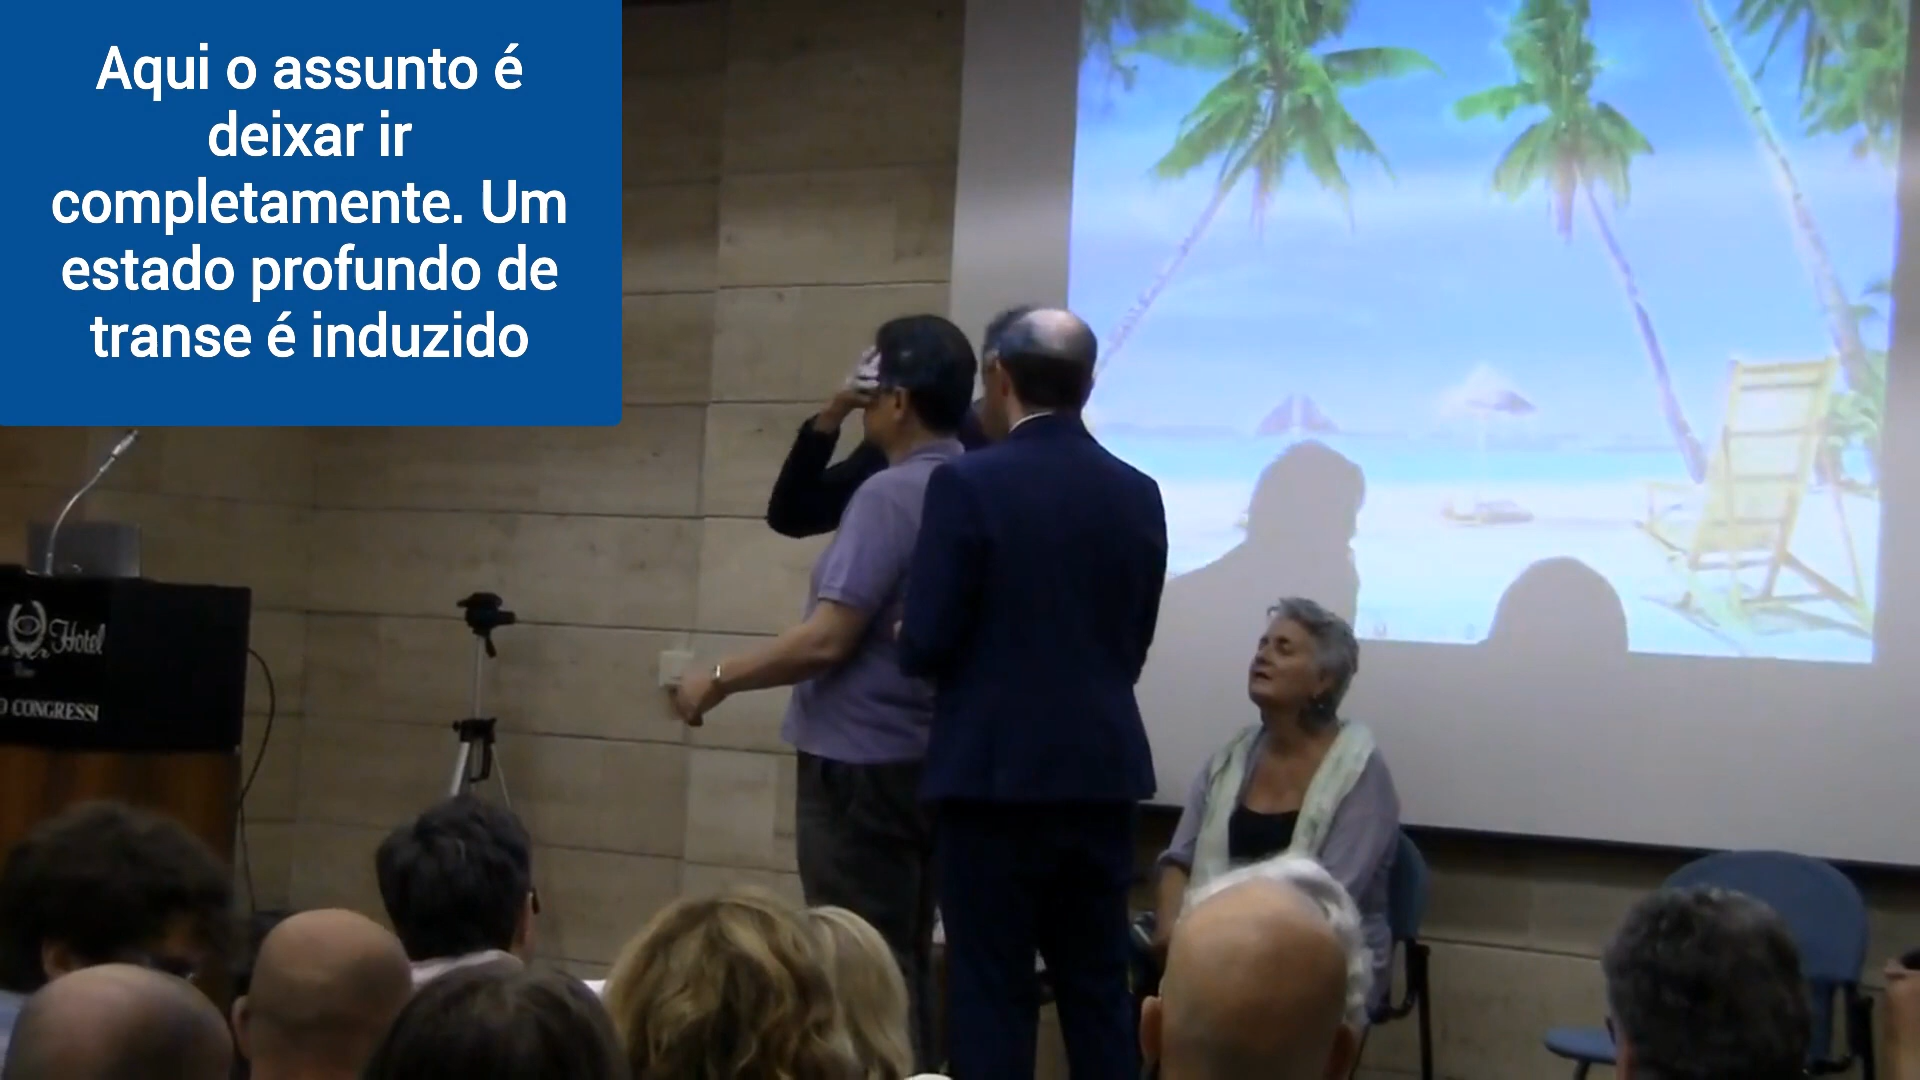 Aqui o assunto é
deixar ir
completamente. Um
estado profundo de
transe é induzido
Hotel
CONGRESSI